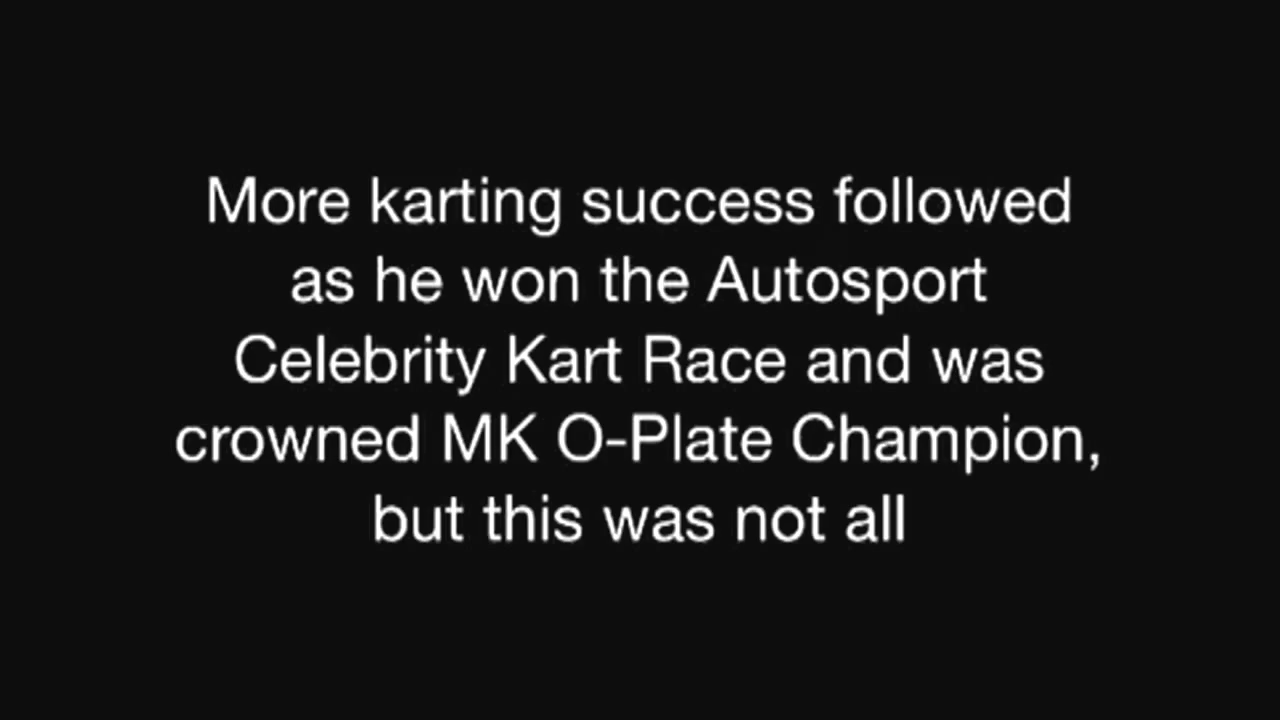 More karting success followed
as he won the Autosport
Celebrity Kart Race and was
crowned MK O-Plate Champion,
but this was not all